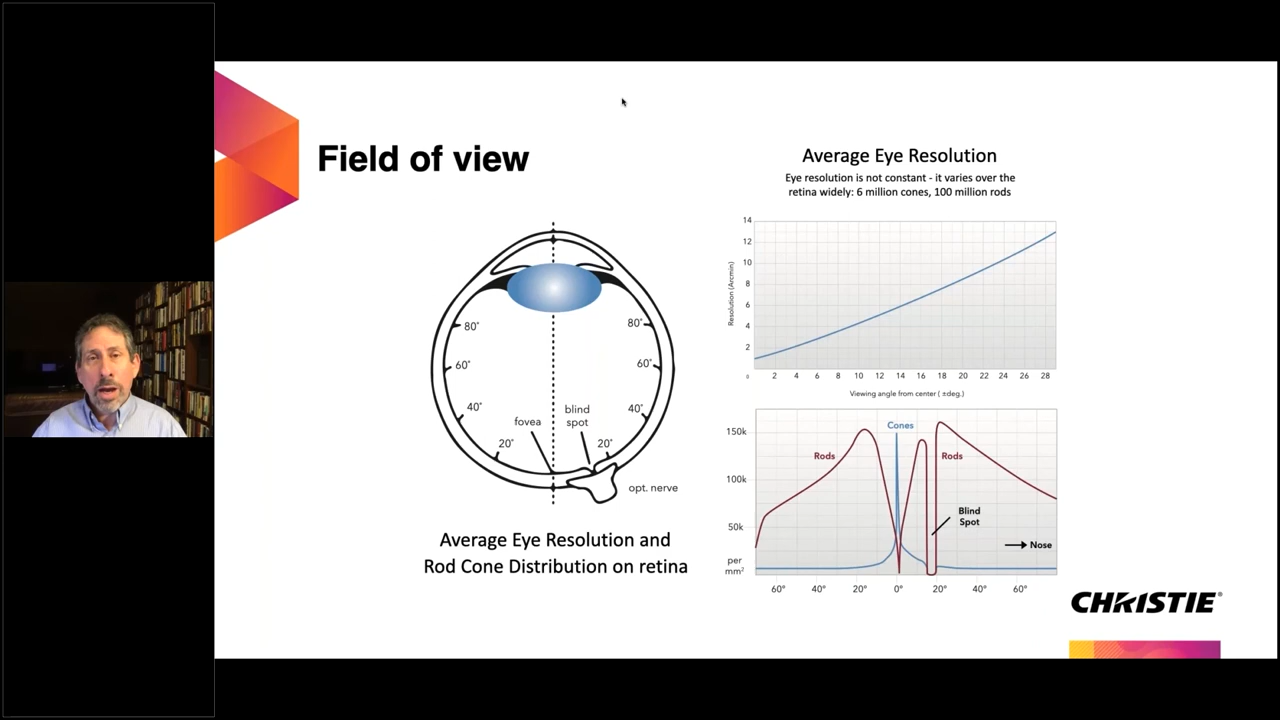 Field of view
80°
80°
60°
60°
40°
40°
20°
20°
fovea
blind
spot
opt. nerve
Average Eye Resolution and
Rod Cone Distribution on retina
Average Eye Resolution
Eye resolution is not constant - it varies over the
retina widely: 6 million cones, 100 million rods
14
12
10
8
6
4
2
Resolution (Arcmin)
0 2 4 6 8 10 12 14 16 18 20 22 24 26 28
Viewing angle from center ( ±deg.)
150k
100k
50k
per
mm²
Cones
Rods
Rods
Blind
Spot
Nose
60° 40° 20° 0° 20° 40° 60°
CHRISTIE®